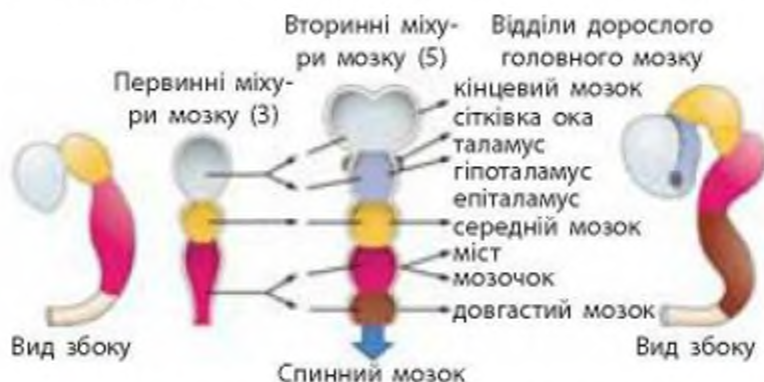 Первинні міху-
ри мозку (3)
Вторинні міху-
ри мозку (5)
Відділи дорослого
головного мозку
кінцевий мозок
сітківка ока
таламус
гіпоталамус
епіталамус
середній мозок
міст
мозочок
довгастий мозок
Вид збоку
Спинний мозок
Вид збоку